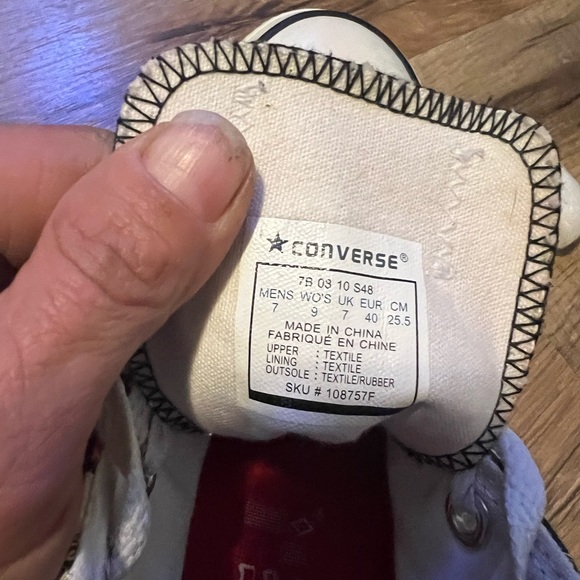 CONVERSE®
7B 03 10 S48
MENS WO'S UK EUR CM
7 9 7 40 25.5
MADE IN CHINA
FABRIQUÉ EN CHINE
UPPER : TEXTILE
LINING : TEXTILE
OUTSOLE : TEXTILE/RUBBER
SKU # 108757F